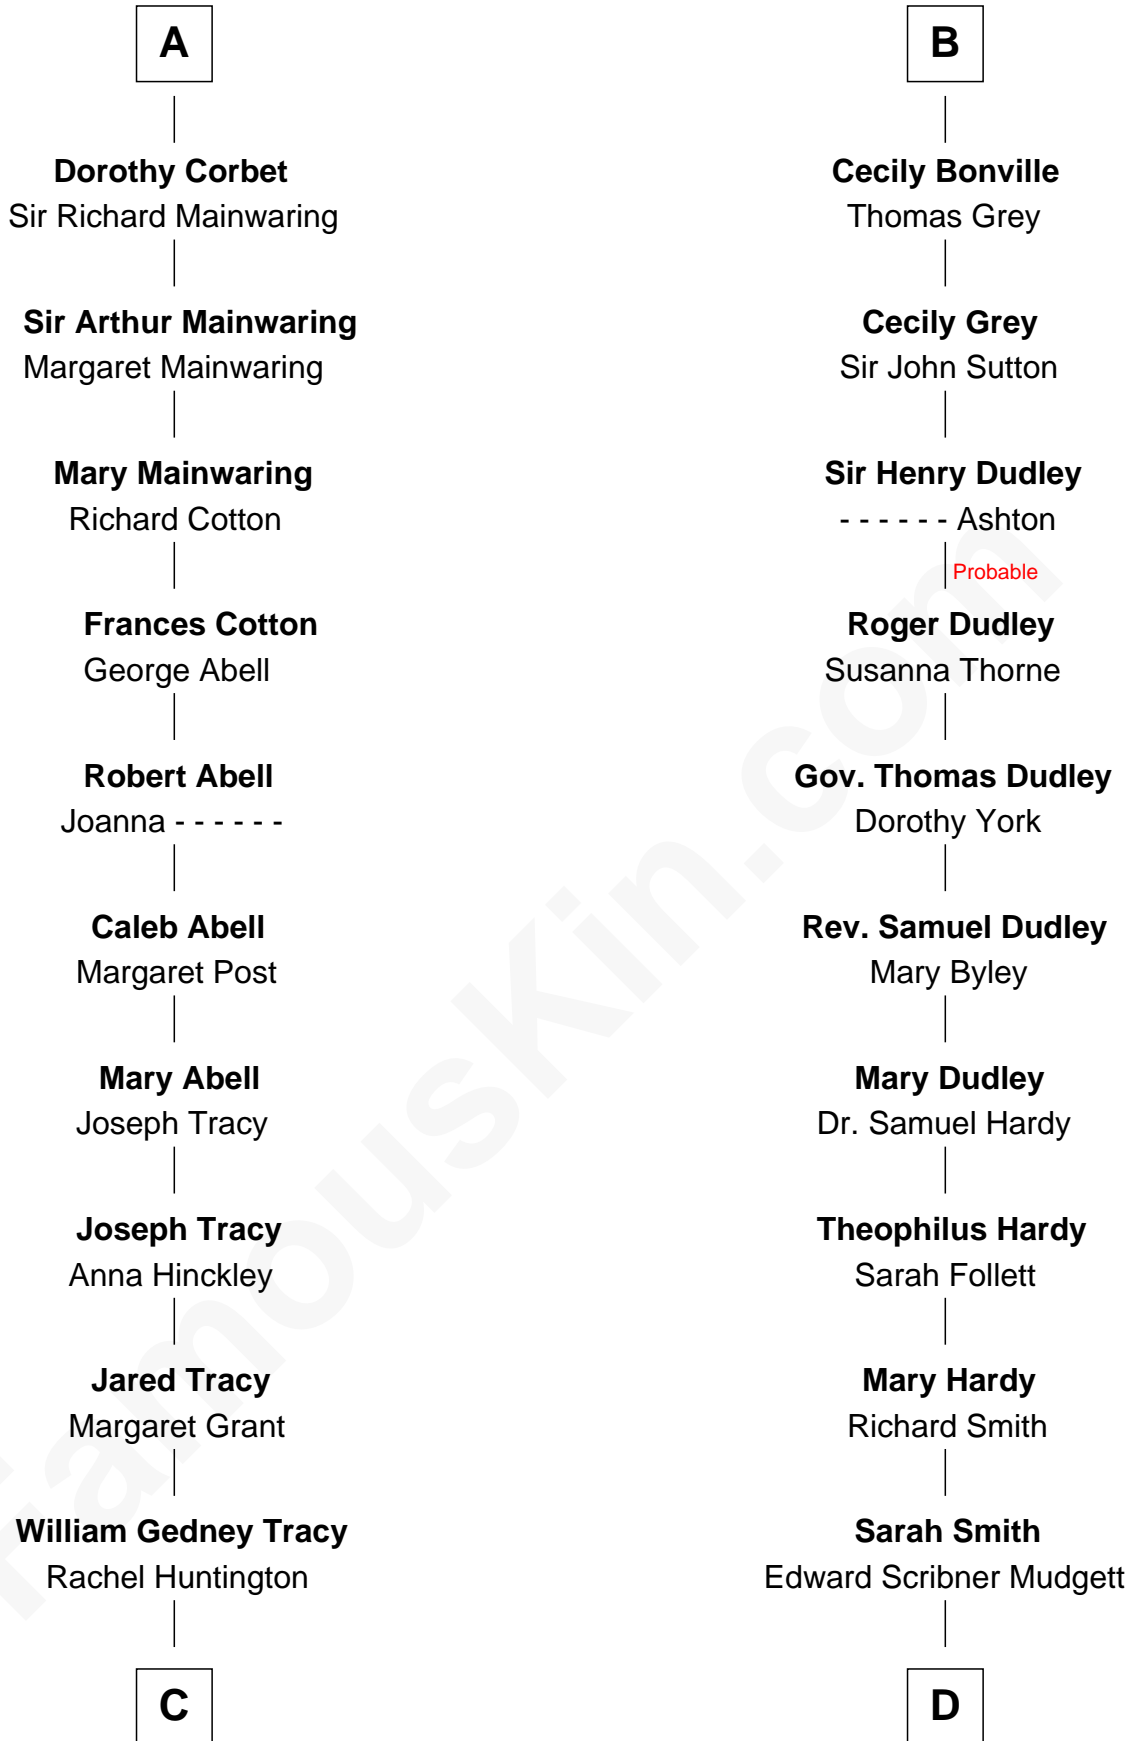 A
Dorothy Corbet
Sir Richard Mainwaring
Sir Arthur Mainwaring
Margaret Mainwaring
Mary Mainwaring
Richard Cotton
Frances Cotton
George Abell
Robert Abell
Joanna - - - - - -
Caleb Abell
Margaret Post
Mary Abell
Joseph Tracy
Joseph Tracy
Anna Hinckley
Jared Tracy
Margaret Grant
William Gedney Tracy
Rachel Huntington
C
B
Cecily Bonville
Thomas Grey
Cecily Grey
Sir John Sutton
Sir Henry Dudley
- - - - - - Ashton
Probable
Roger Dudley
Susanna Thorne
Gov. Thomas Dudley
Dorothy York
Rev. Samuel Dudley
Mary Byley
Mary Dudley
Dr. Samuel Hardy
Theophilus Hardy
Sarah Follett
Mary Hardy
Richard Smith
Sarah Smith
Edward Scribner Mudgett
D
FamousKin.com